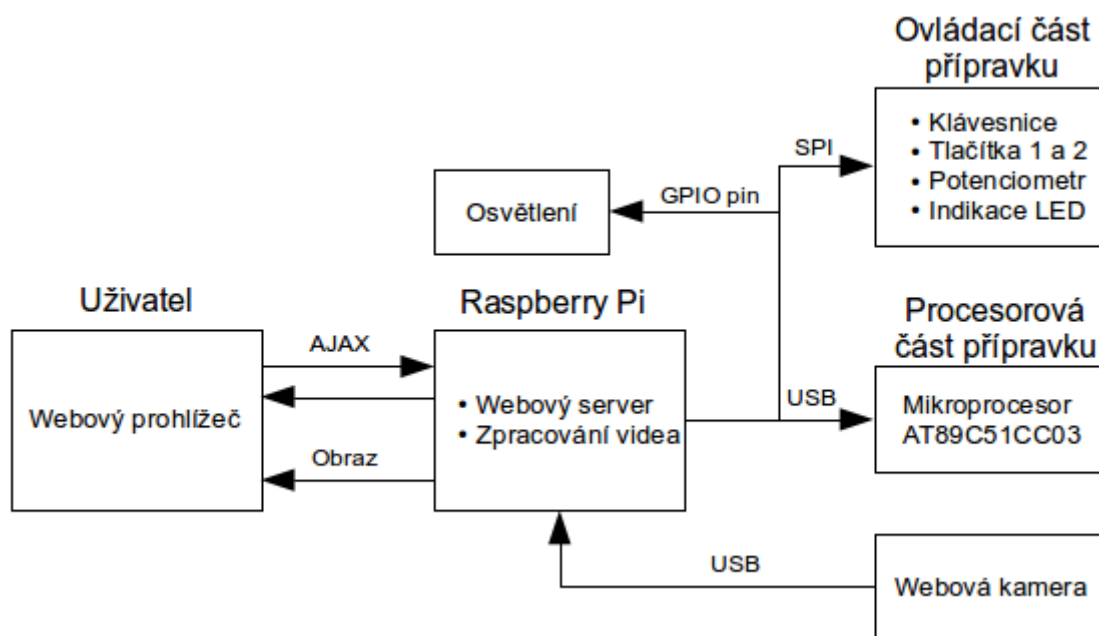 Ovládací část
přípravku
• Klávesnice
• Tlačítka 1 a 2
• Potenciometr
• Indikace LED
SPI
GPIO pin
Osvětlení
Uživatel
Raspberry Pi
Procesorová
část přípravku
AJAX
Webový prohlížeč
• Webový server
• Zpracování videa
USB
Mikroprocesor
AT89C51CC03
Obraz
USB
Webová kamera